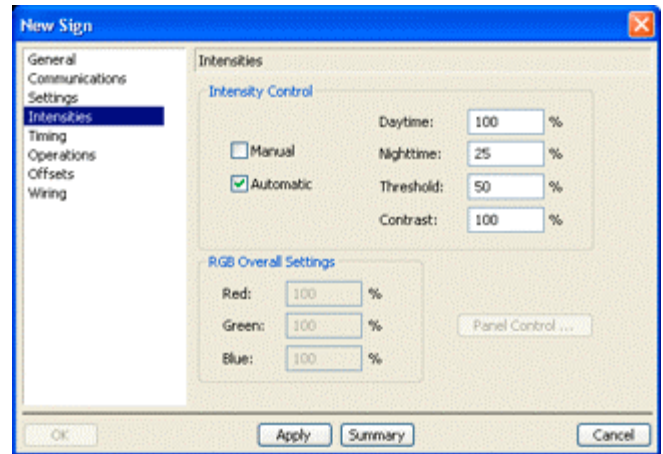 New Sign
General
Communications
Settings
Intensities
Timing
Operations
Offsets
Wiring
Intensities
Intensity Control
Manual
Automatic
Daytime: 100 %
Nighttime: 25 %
Threshold: 50 %
Contrast: 100 %
RGB Overall Settings
Red: 100 %
Green: 100 %
Blue: 100 %
Panel Control ...
OK Apply Summary Cancel